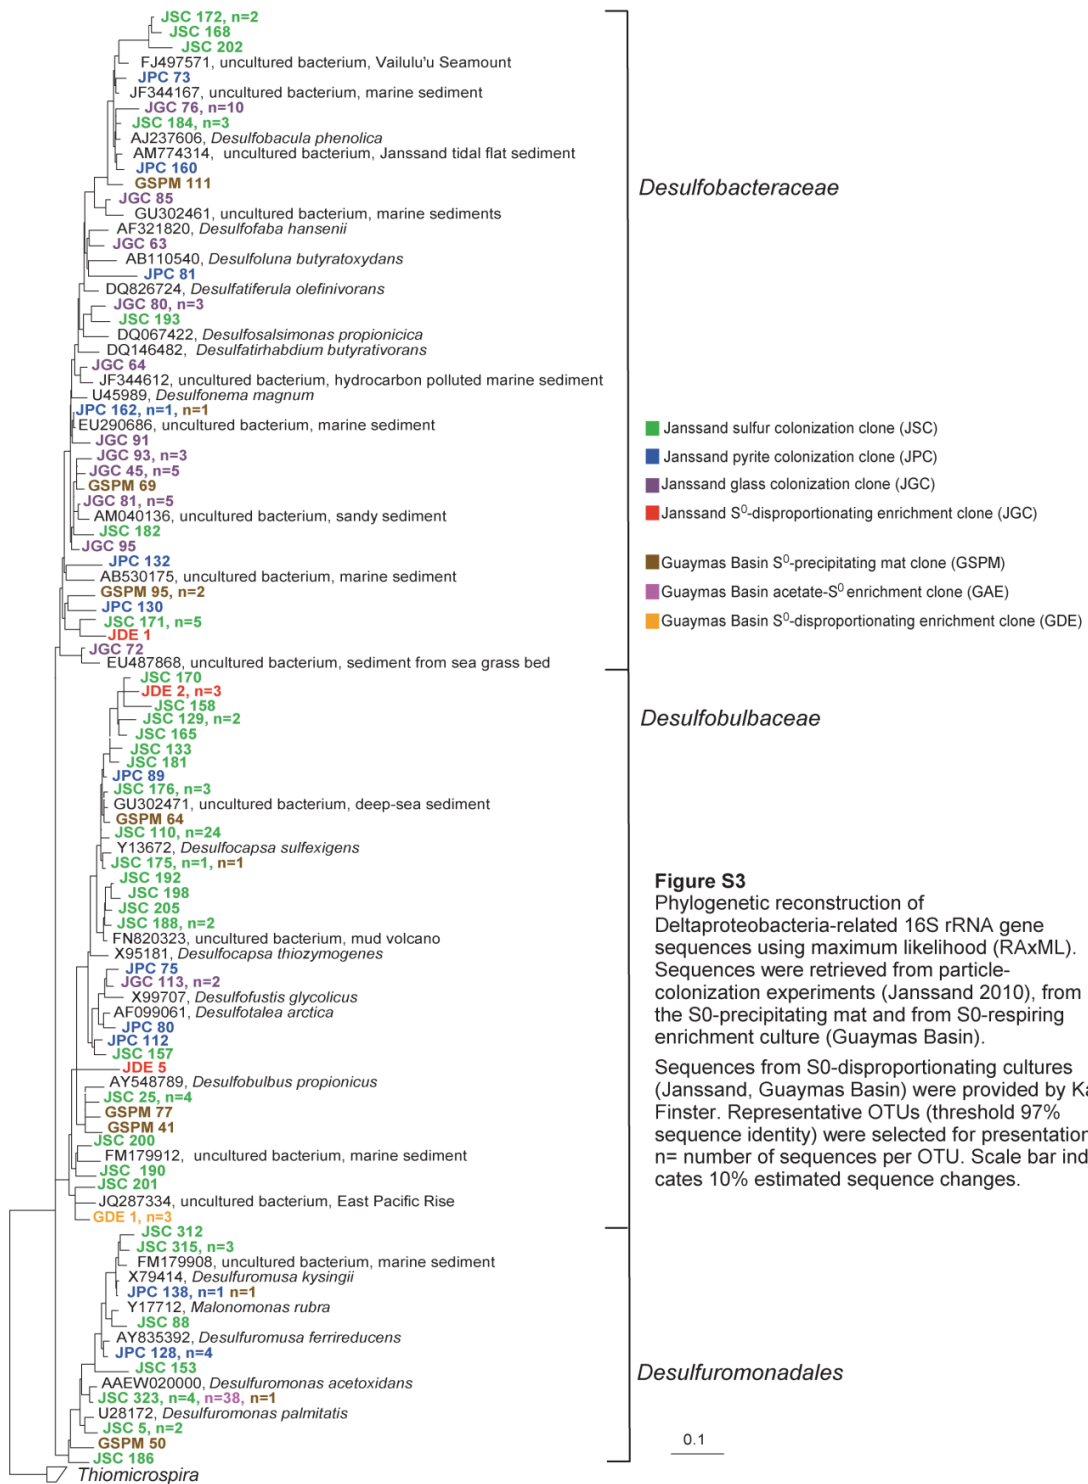 JSC 172, n=2
JSC 168
JSC 202
FJ497571, uncultured bacterium, Vailulu'u Seamount
JPC 73
JF344167, uncultured bacterium, marine sediment
JGC 76, n=10
JSC 184, n=3
AJ237606, Desulfobacula phenolica
AM774314, uncultured bacterium, Janssand tidal flat sediment
JPC 160
GSPM 111
JGC 85
GU302461, uncultured bacterium, marine sediments
AF321820, Desulfofaba hansenii
JGC 63
AB110540, Desulfoluna butyratoxydans
JPC 81
DQ826724, Desulfatiferula olefinivorans
JGC 80, n=3
JSC 193
DQ067422, Desulfosalsimonas propionicica
DQ146482, Desulfatirhabdium butyrativorans
JGC 64
JF344612, uncultured bacterium, hydrocarbon polluted marine sediment
U45989, Desulfonema magnum
JPC 162, n=1, n=1
EU290686, uncultured bacterium, marine sediment
JGC 91
JGC 93, n=3
JGC 45, n=5
GSPM 69
JGC 81, n=5
AM040136, uncultured bacterium, sandy sediment
JSC 182
JGC 95
JPC 132
AB530175, uncultured bacterium, marine sediment
GSPM 95, n=2
JPC 130
JSC 171, n=5
JDE 1
JGC 72
EU487868, uncultured bacterium, sediment from sea grass bed
Desulfobacteraceae
JSC 170
JDE 2, n=3
JSC 158
JSC 129, n=2
JSC 165
JSC 133
JSC 181
JPC 89
JSC 176, n=3
GU302471, uncultured bacterium, deep-sea sediment
GSPM 64
JSC 110, n=24
Y13672, Desulfocapsa sulfexigens
JSC 175, n=1, n=1
JSC 192
JSC 198
JSC 205
JSC 188, n=2
FN820323, uncultured bacterium, mud volcano
X95181, Desulfocapsa thiozymogenes
JPC 75
JGC 113, n=2
X99707, Desulfofustis glycolicus
AF099061, Desulfotalea arctica
JPC 80
JPC 112
JSC 157
JDE 5
AY548789, Desulfobulbus propionicus
JSC 25, n=4
GSPM 77
GSPM 41
JSC 200
FM179912, uncultured bacterium, marine sediment
JSC 190
JSC 201
JQ287334, uncultured bacterium, East Pacific Rise
GDE 1, n=3
Desulfobulbaceae
JSC 312
JSC 315, n=3
FM179908, uncultured bacterium, marine sediment
X79414, Desulfuromusa kysingii
JPC 138, n=1 n=1
Y17712, Malonomonas rubra
JSC 88
AY835392, Desulfuromusa ferrireducens
JPC 128, n=4
JSC 153
AAEW020000, Desulfuromonas acetoxidans
JSC 323, n=4, n=38, n=1
U28172, Desulfuromonas palmitatis
JSC 5, n=2
GSPM 50
JSC 186
Thiomicrospira
Desulfuromonadales
Janssand sulfur colonization clone (JSC)
Janssand pyrite colonization clone (JPC)
Janssand glass colonization clone (JGC)
Janssand S0-disproportionating enrichment clone (JGC)
Guaymas Basin S0-precipitating mat clone (GSPM)
Guaymas Basin acetate-S0 enrichment clone (GAE)
Guaymas Basin S0-disproportionating enrichment clone (GDE)
Figure S3
Phylogenetic reconstruction of
Deltaproteobacteria-related 16S rRNA gene
sequences using maximum likelihood (RAxML).
Sequences were retrieved from particle-
colonization experiments (Janssand 2010), from
the S0-precipitating mat and from S0-respiring
enrichment culture (Guaymas Basin).
Sequences from S0-disproportionating cultures
(Janssand, Guaymas Basin) were provided by Ka
Finster. Representative OTUs (threshold 97%
sequence identity) were selected for presentation
n= number of sequences per OTU. Scale bar ind
cates 10% estimated sequence changes.
0.1